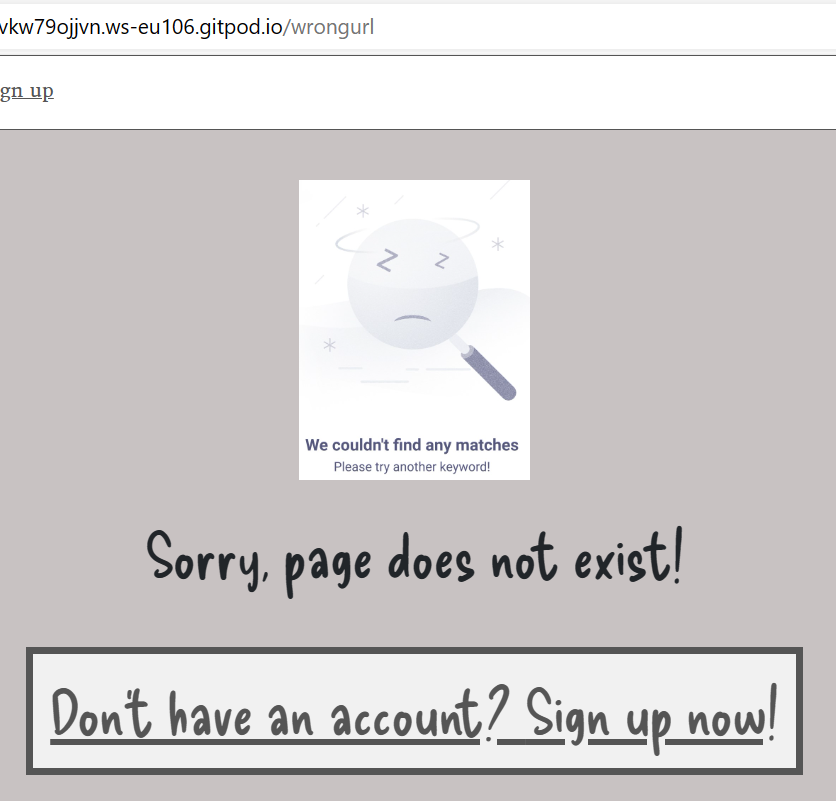 vkw79ojjvn.ws-eu106.gitpod.io/wrongurl
gn up
z z
We couldn't find any matches
Please try another keyword!
Sorry, page does not exist!
Don't have an account? Sign up now!